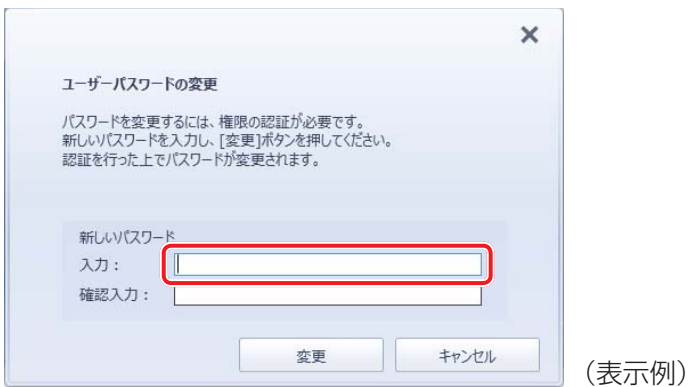 ユーザーパスワードの変更
パスワードを変更するには、権限の認証が必要です。
新しいパスワードを入力し、[変更]ボタンを押してください。
認証を行った上でパスワードが変更されます。
新しいパスワード
入力：
確認入力：
変更
キャンセル
（表示例）